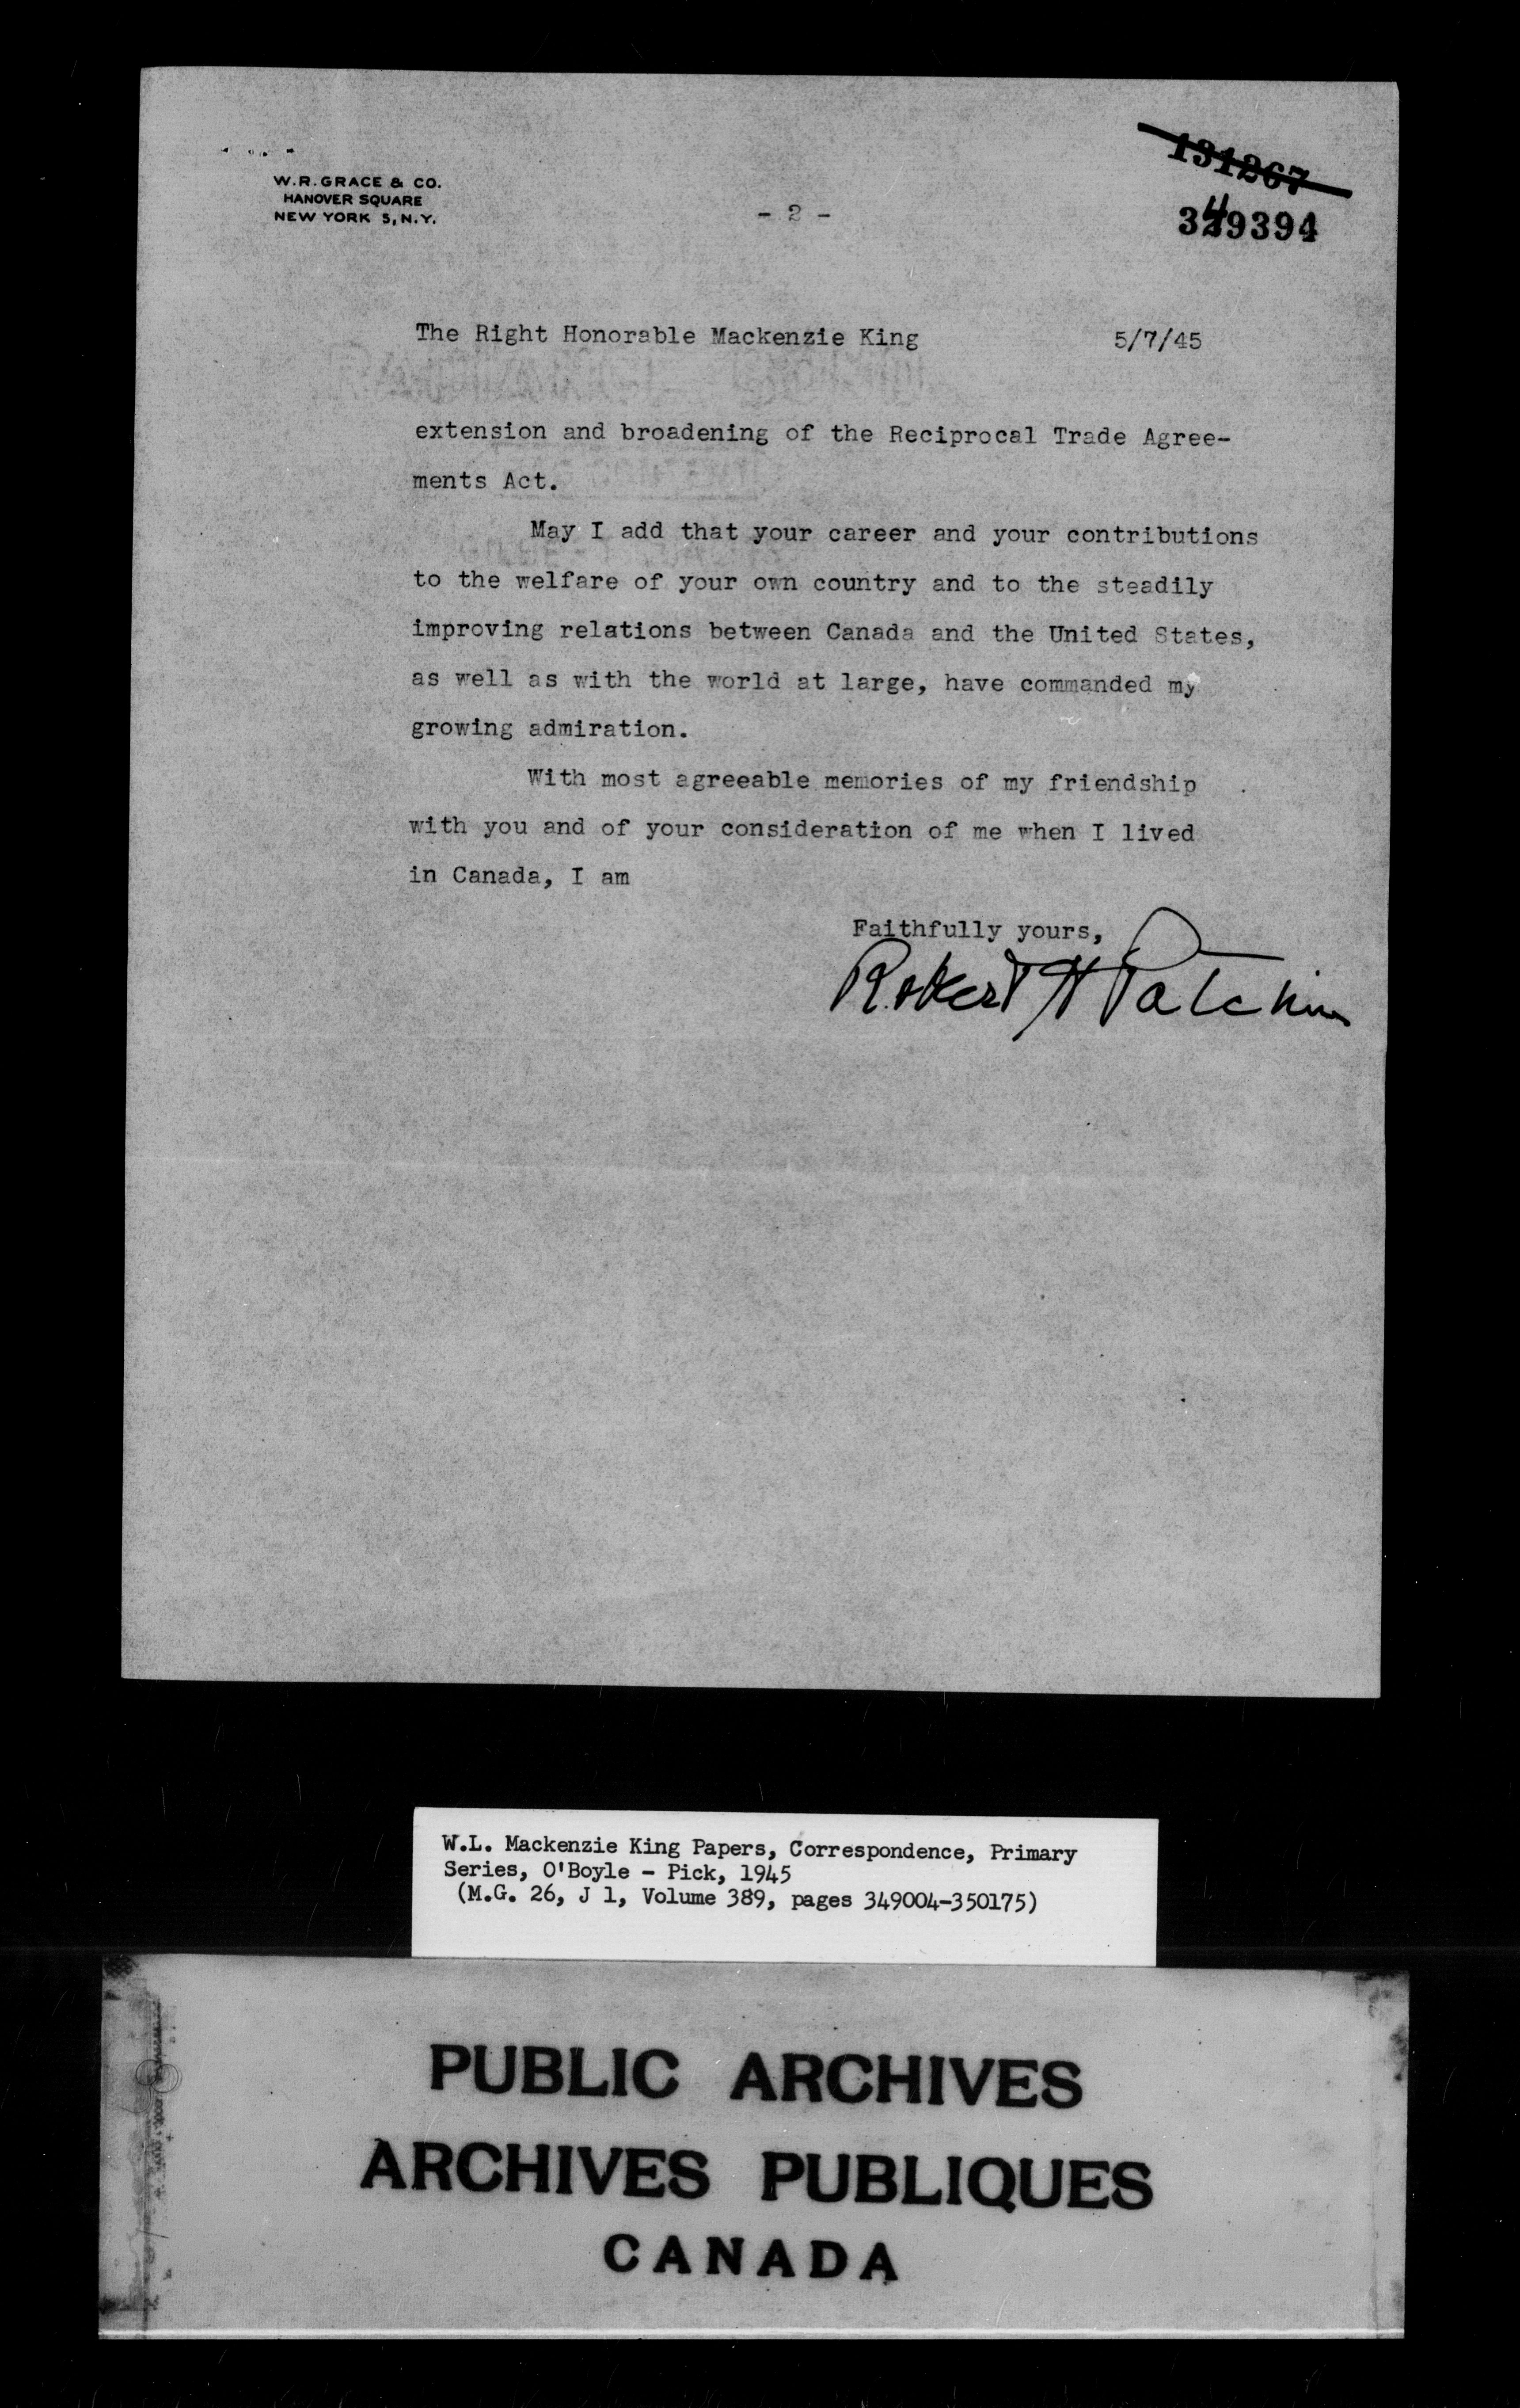 W.R. GRACE & CO.
HANOVER SQUARE
NEW YORK 5, N.Y.
- 2 -
131267
349394
The Right Honorable Mackenzie King 5/7/45
extension and broadening of the Reciprocal Trade Agree-
ments Act.
May I add that your career and your contributions
to the welfare of your own country and to the steadily
improving relations between Canada and the United States,
as well as with the world at large, have commanded my
growing admiration.
With most agreeable memories of my friendship
with you and of your consideration of me when I lived
in Canada, I am
Faithfully yours,
Robert H Patchin
W.L. Mackenzie King Papers, Correspondence, Primary
Series, O'Boyle - Pick, 1945
(M.G. 26, J 1, Volume 389, pages 349004-350175)
PUBLIC ARCHIVES
ARCHIVES PUBLIQUES
CANADA